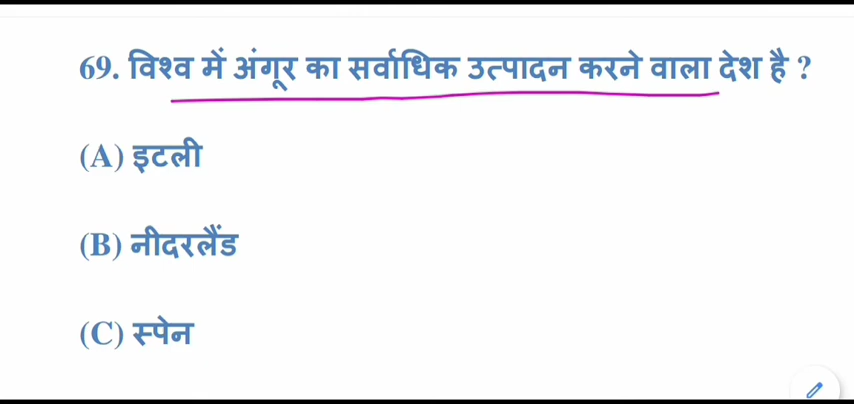 69. विश्व में अंगूर का सर्वाधिक उत्पादन करने वाला देश है ?
(A) इटली
(B) नीदरलैंड
(C) स्पेन